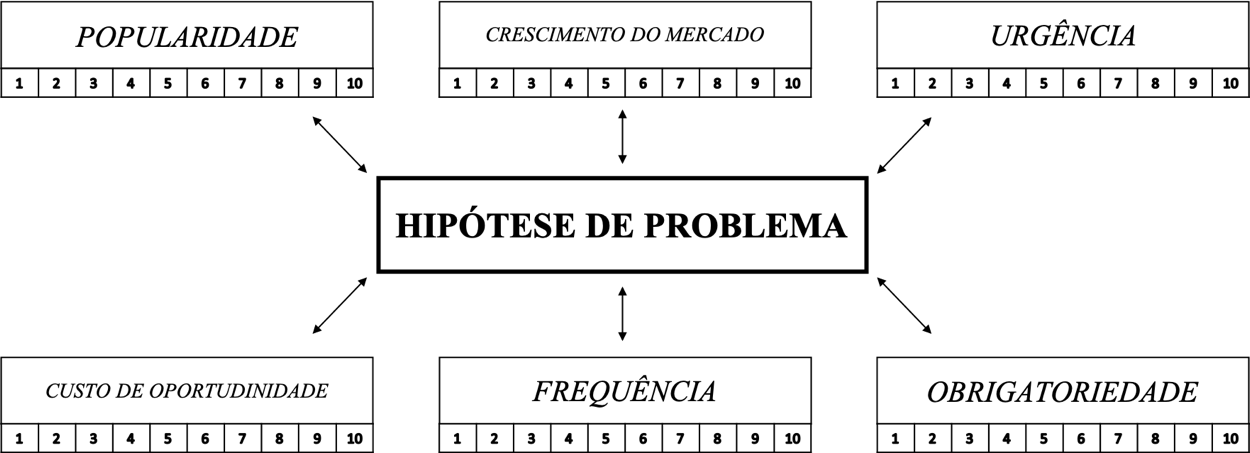 POPULARIDADE
1 2 3 4 5 6 7 8 9 10
CRESCIMENTO DO MERCADO
1 2 3 4 5 6 7 8 9 10
URGÊNCIA
1 2 3 4 5 6 7 8 9 10
HIPÓTESE DE PROBLEMA
CUSTO DE OPORTUDINIDADE
1 2 3 4 5 6 7 8 9 10
FREQUÊNCIA
1 2 3 4 5 6 7 8 9 10
OBRIGATORIEDADE
1 2 3 4 5 6 7 8 9 10